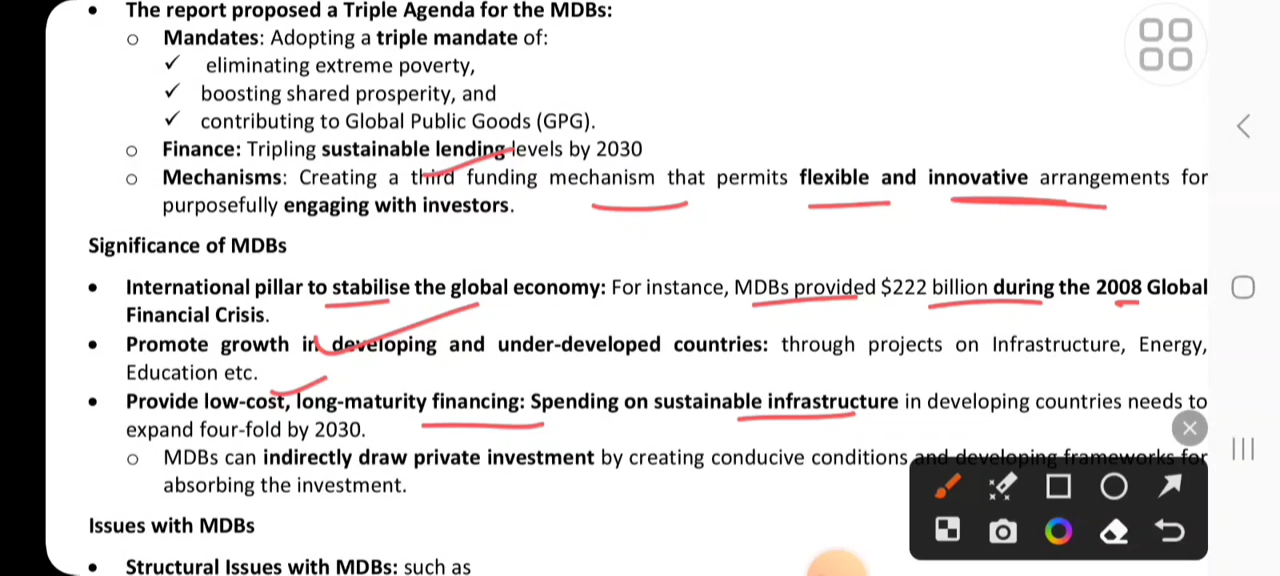 • The report proposed a Triple Agenda for the MDBs:
o Mandates: Adopting a triple mandate of:
✓ eliminating extreme poverty,
✓ boosting shared prosperity, and
✓ contributing to Global Public Goods (GPG).
o Finance: Tripling sustainable lending levels by 2030
o Mechanisms: Creating a third funding mechanism that permits flexible and innovative arrangements for
purposefully engaging with investors.
Significance of MDBs
• International pillar to stabilise the global economy: For instance, MDBs provided $222 billion during the 2008 Global
Financial Crisis.
• Promote growth in developing and under-developed countries: through projects on Infrastructure, Energy,
Education etc.
• Provide low-cost, long-maturity financing: Spending on sustainable infrastructure in developing countries needs to
expand four-fold by 2030.
o MDBs can indirectly draw private investment by creating conducive conditions and developing frameworks for
absorbing the investment.
Issues with MDBs
• Structural Issues with MDBs: such as